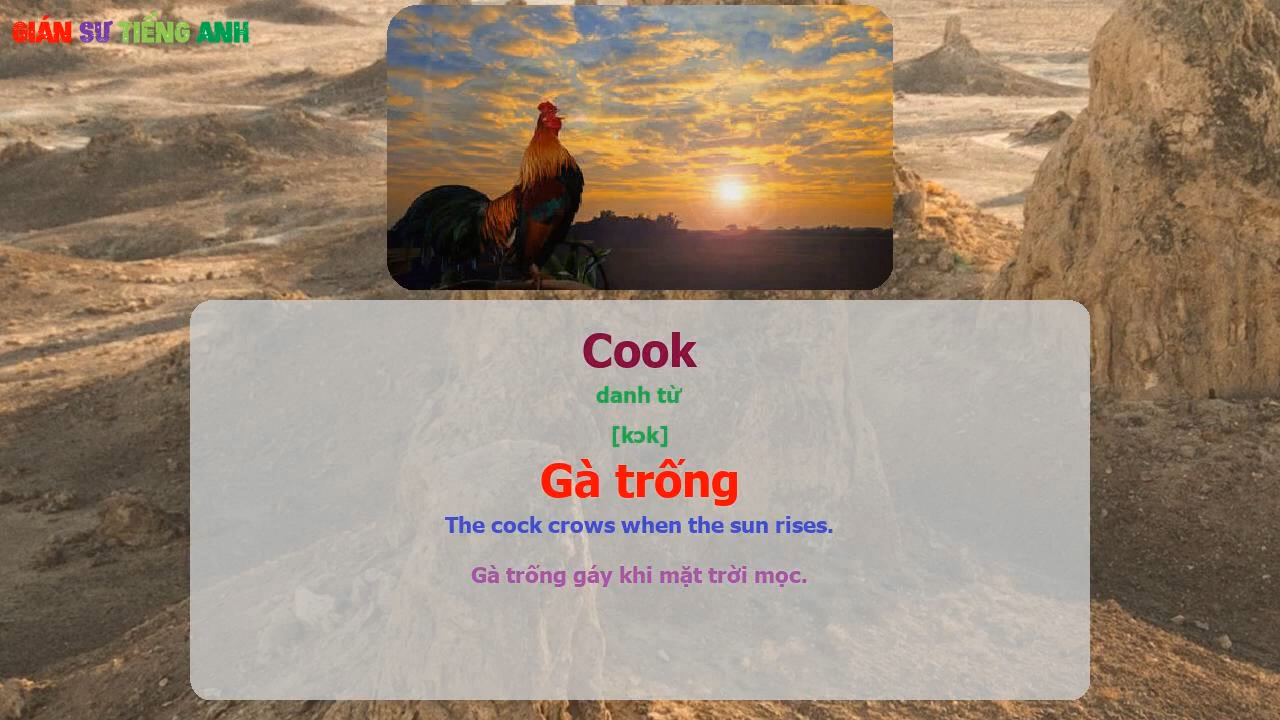 GIÁN SƯ TIẾNG ANH
Cook
danh từ
[kɔk]
Gà trống
The cock crows when the sun rises.
Gà trống gáy khi mặt trời mọc.